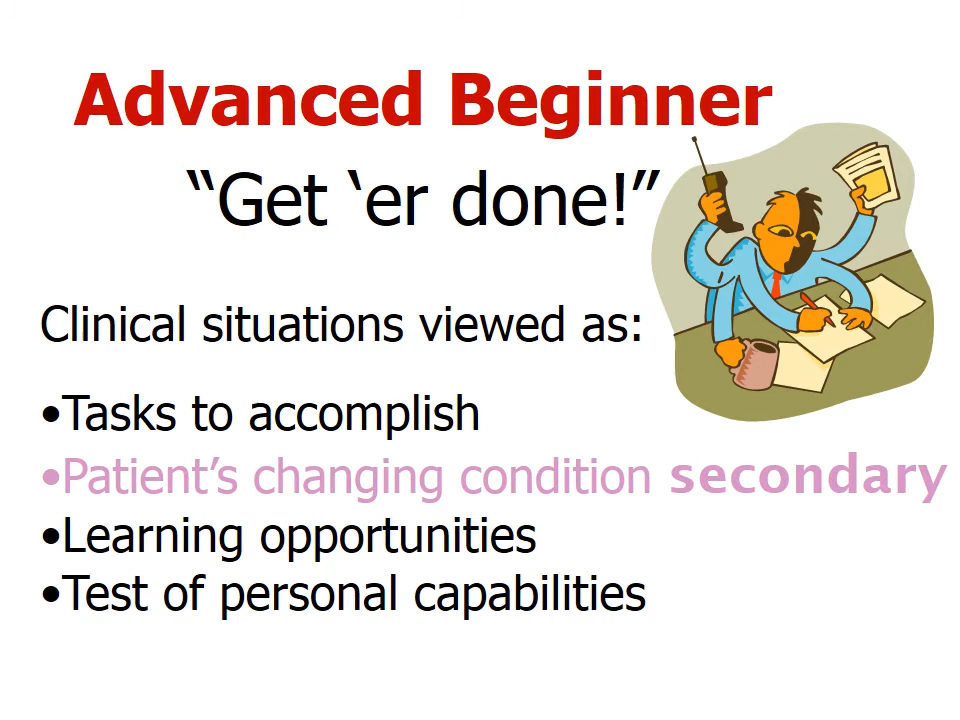 Advanced Beginner
“Get ‘er done!”
Clinical situations viewed as:
•Tasks to accomplish
•Patient’s changing condition secondary
•Learning opportunities
•Test of personal capabilities